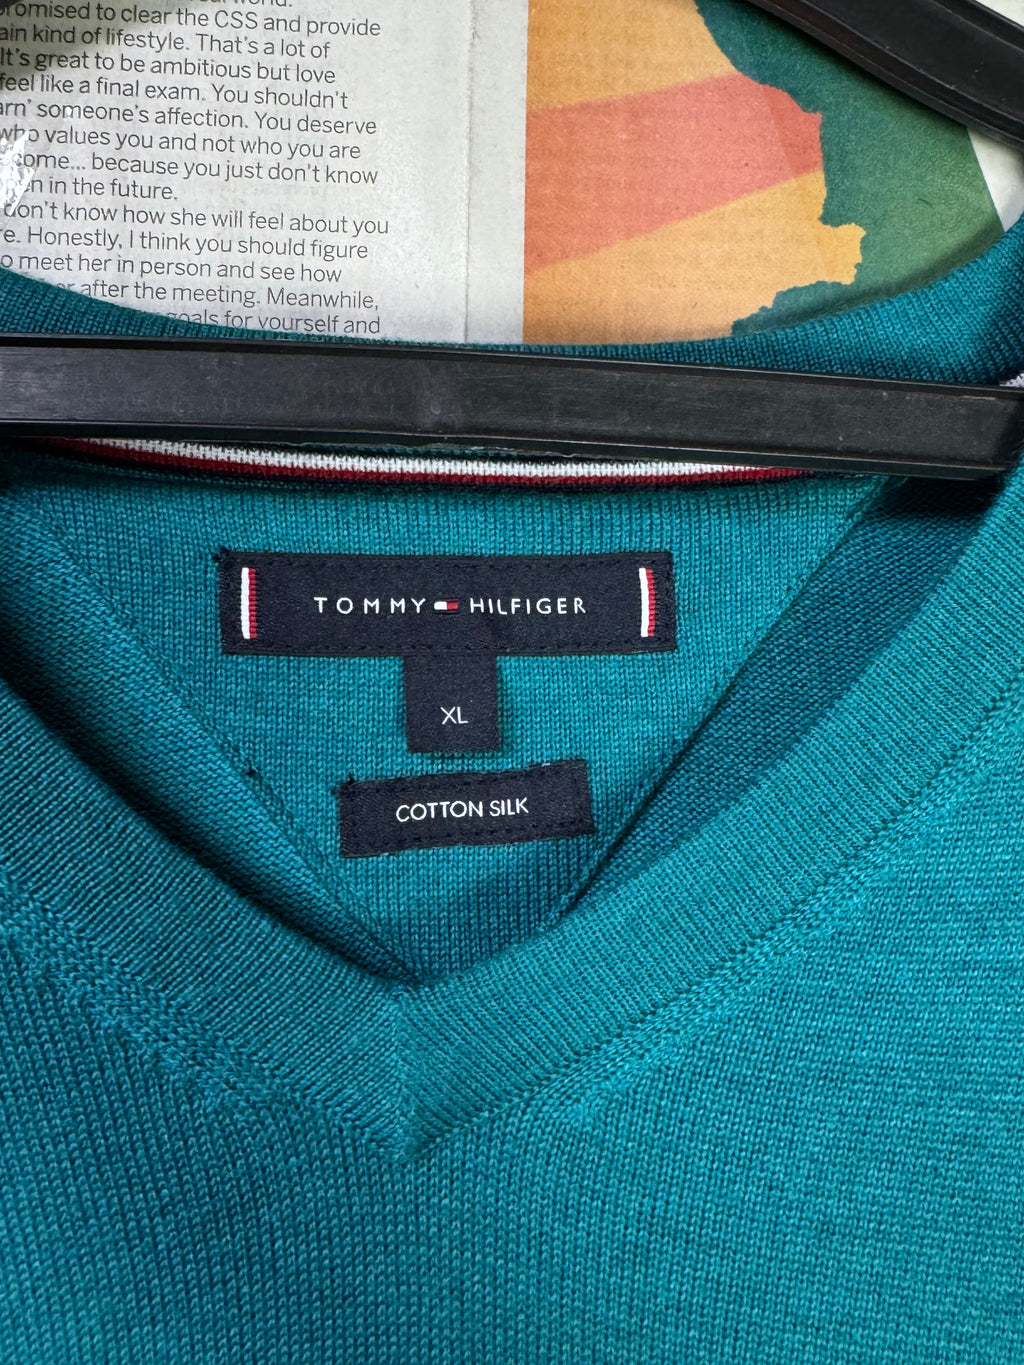 promised to clear the CSS and provide
kind of lifestyle. That's a lot of
It's great to be ambitious but love
feel like a final exam. You shouldn't
someone's affection. You deserve
who values you and not who you are
come... because you just don't know
in the future.
don't know how she will feel about you
Honestly, I think you should figure
to meet her in person and see how
after the meeting. Meanwhile,
goals for yourself and
TOMMY HILFIGER
XL
COTTON SILK